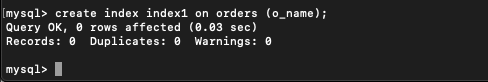 [mysql> create index index1 on orders (o_name);
Query OK, 0 rows affected (0.03 sec)
Records: 0  Duplicates: 0  Warnings: 0
mysql>